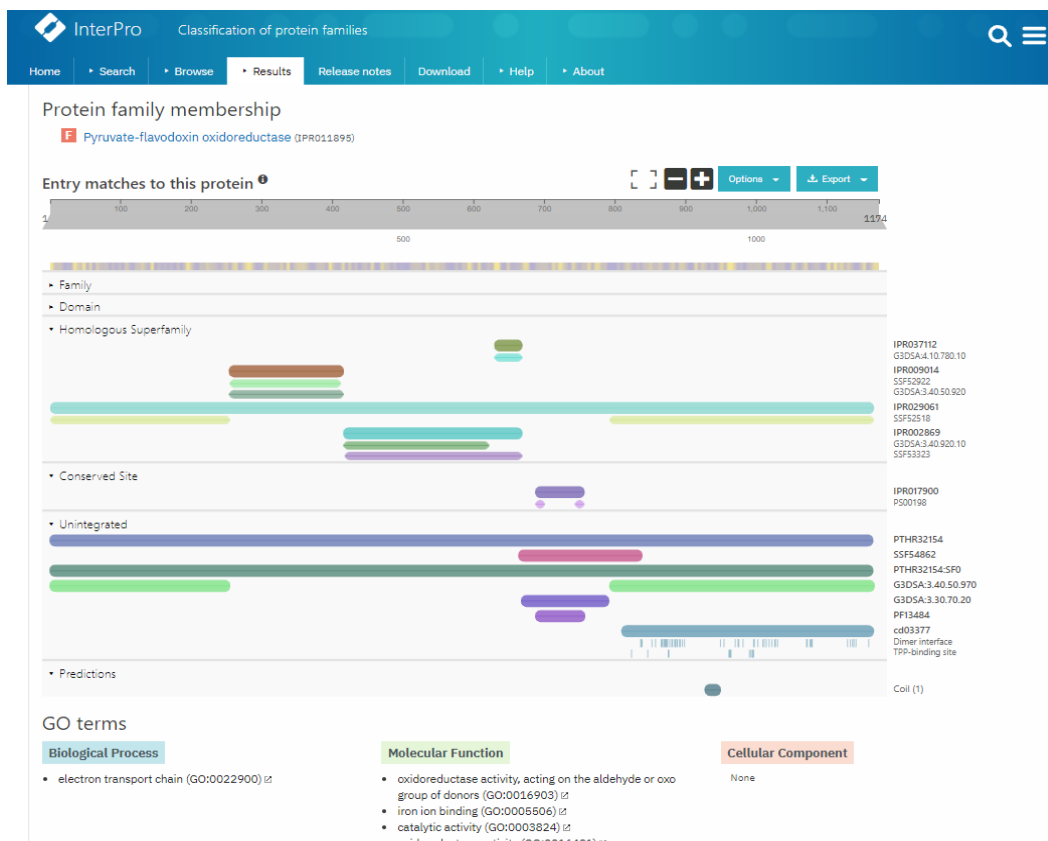 InterPro Classification of protein families
Home ▸ Search ▸ Browse ▸ Results Release notes Download ▸ Help ▸ About
Protein family membership
F Pyruvate-flavodoxin oxidoreductase (IPR011895)
Entry matches to this protein Options Export
100 200 300 400 500 600 700 800 900 1,000 1,100
1 1174
500 1000
▸ Family
▸ Domain
▾ Homologous Superfamily
IPR037112
G3DSA:4.10.780.10
IPR009014
SSF52922
G3DSA:3.40.50.920
IPR029061
SSF52518
IPR002869
G3DSA:3.40.920.10
SSF53323
▾ Conserved Site
IPR017900
PS00198
▾ Unintegrated
PTHR32154
SSF54862
PTHR32154:SF0
G3DSA:3.40.50.970
G3DSA:3.30.70.20
PF13484
cd03377
Dimer interface
TPP-binding site
▾ Predictions
Coil (1)
GO terms
Biological Process
• electron transport chain (GO:0022900)
Molecular Function
• oxidoreductase activity, acting on the aldehyde or oxo
group of donors (GO:0016903)
• iron ion binding (GO:0005506)
• catalytic activity (GO:0003824)
Cellular Component
None